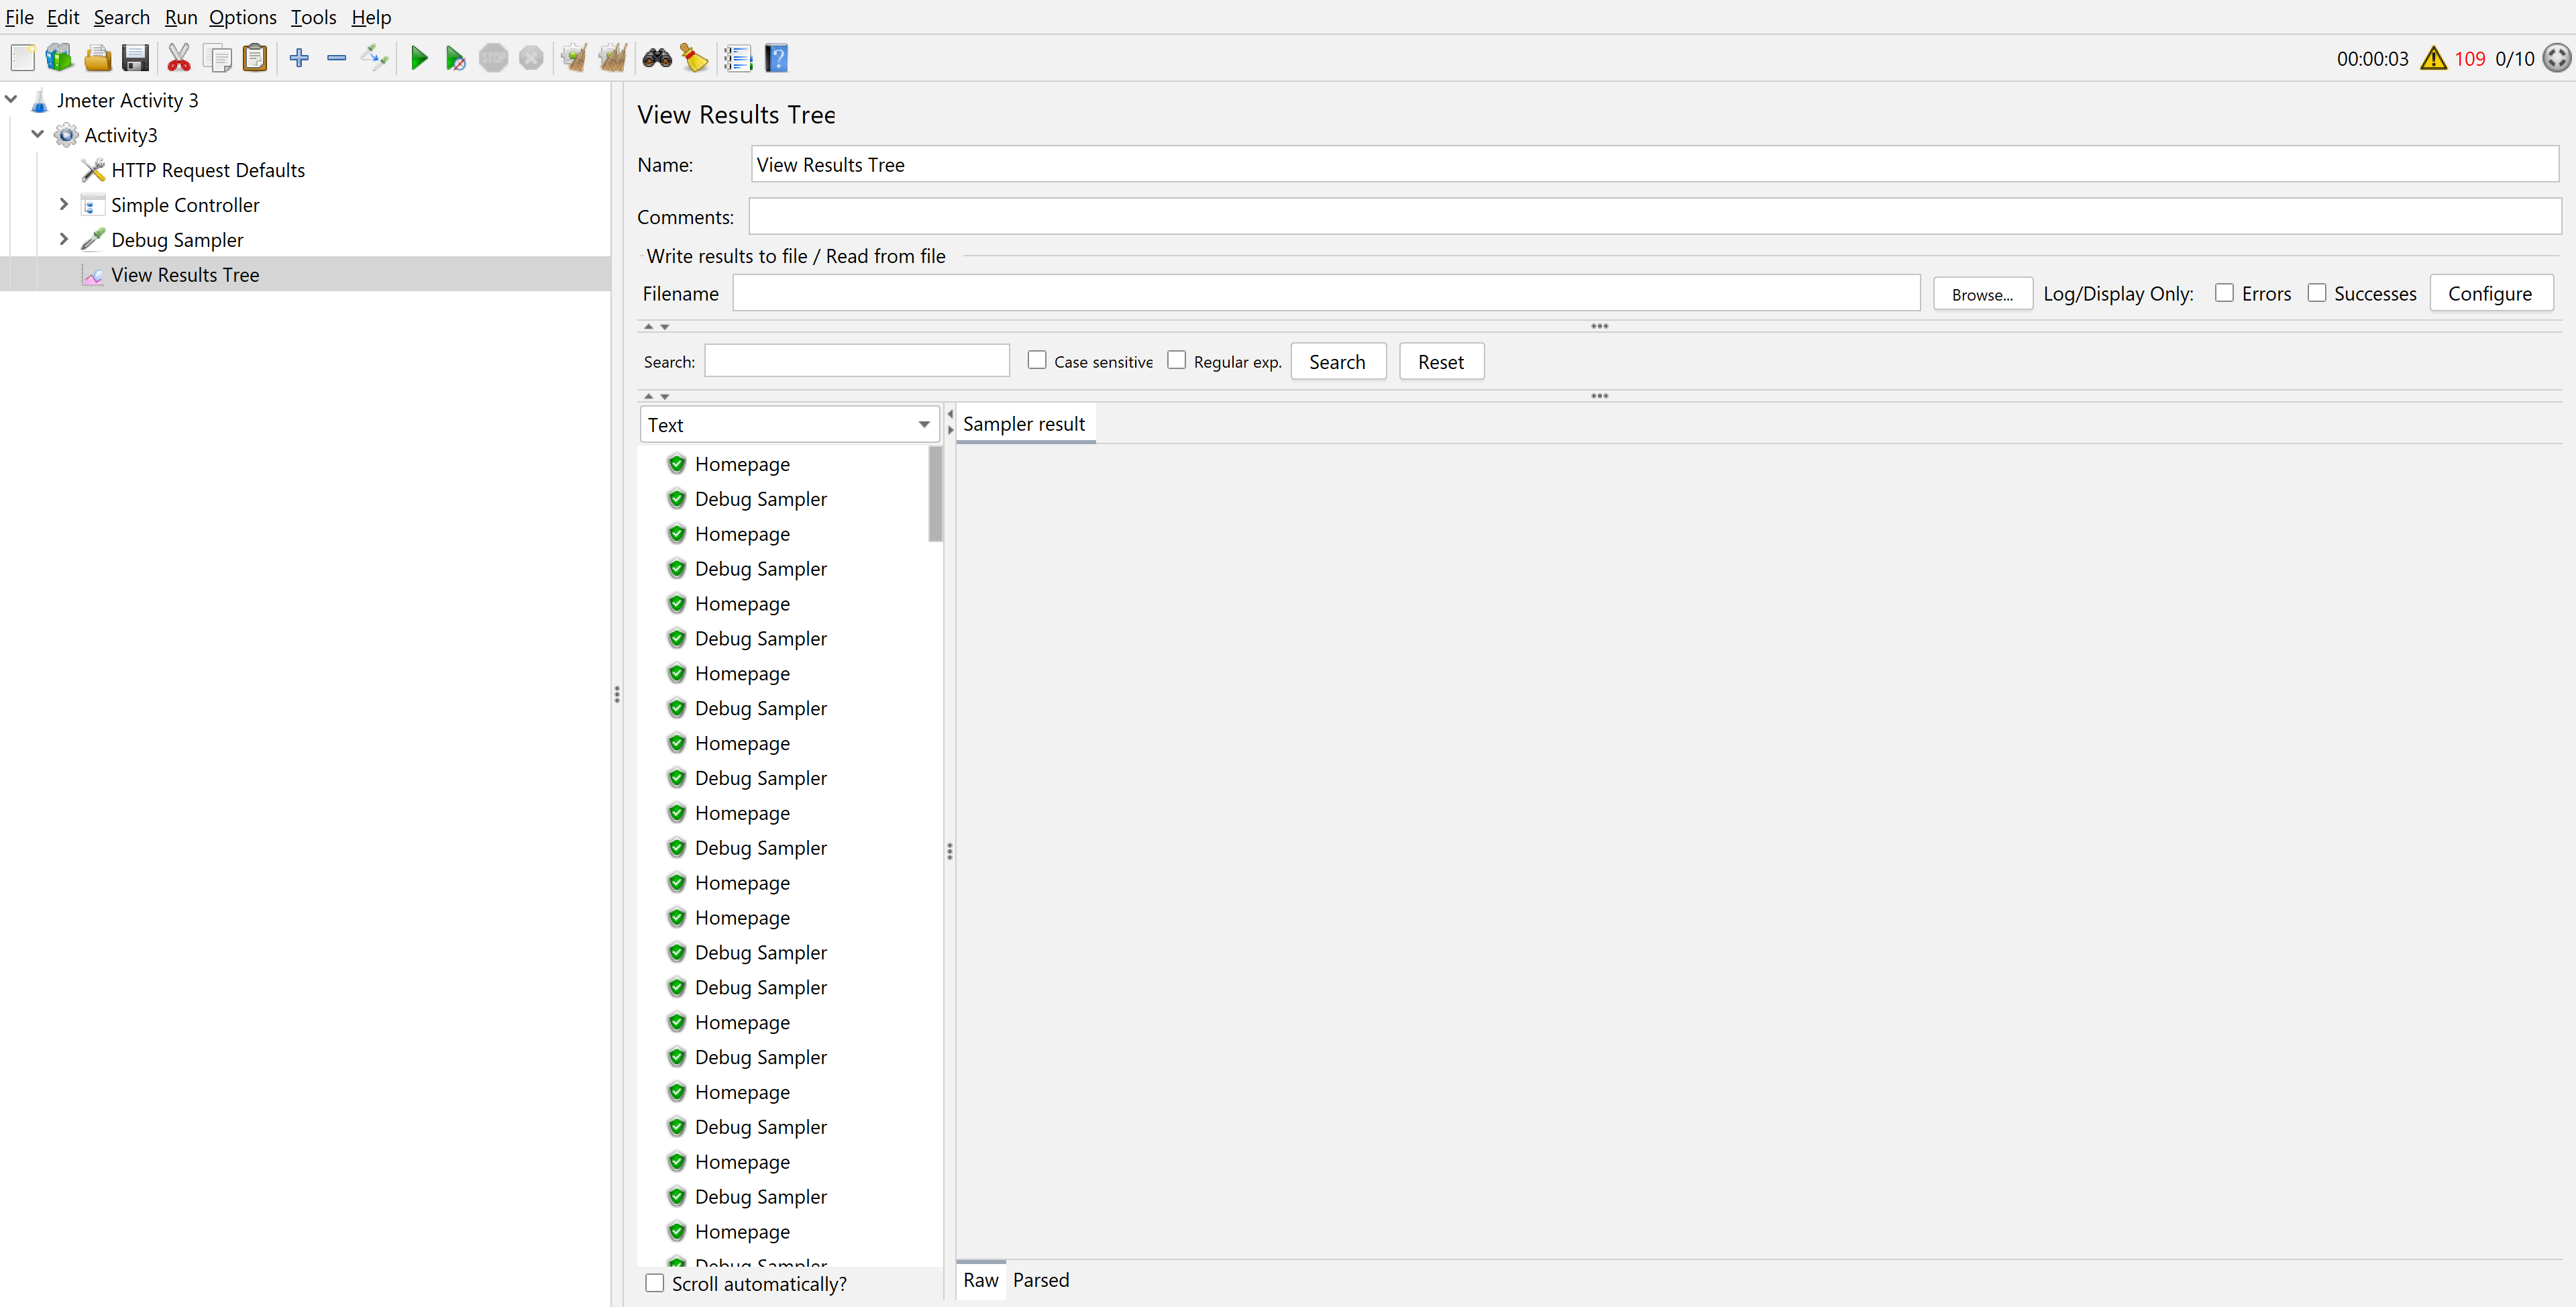 File Edit Search Run Options Tools Help
STOP
00:00:03 109 0/10
Jmeter Activity 3
Activity3
HTTP Request Defaults
Simple Controller
Debug Sampler
View Results Tree
View Results Tree
Name: View Results Tree
Comments:
Write results to file / Read from file
Filename Browse... Log/Display Only: Errors Successes Configure
Search: Case sensitive Regular exp. Search Reset
Text
Sampler result
Homepage
Debug Sampler
Homepage
Debug Sampler
Homepage
Debug Sampler
Homepage
Debug Sampler
Homepage
Debug Sampler
Homepage
Debug Sampler
Homepage
Homepage
Debug Sampler
Debug Sampler
Homepage
Debug Sampler
Homepage
Debug Sampler
Homepage
Debug Sampler
Homepage
Debug Sampler
Scroll automatically?
Raw Parsed